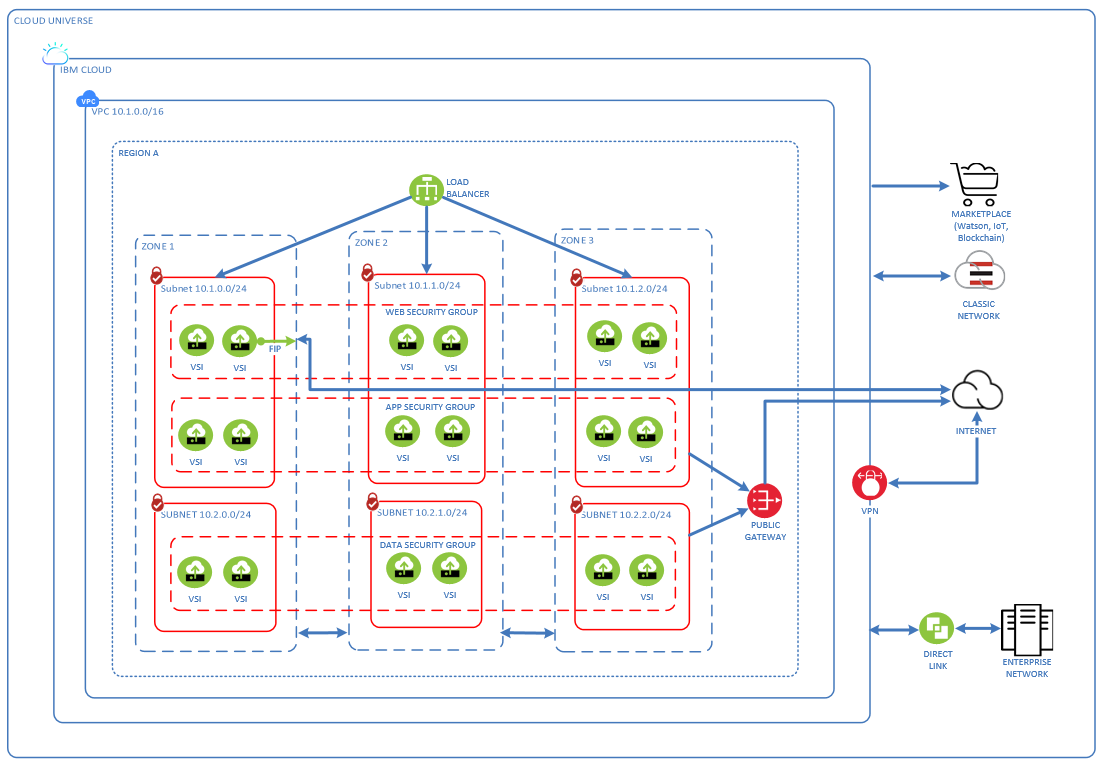 CLOUD UNIVERSE
IBM CLOUD
VPC
VPC 10.1.0.0/16
REGION A
LOAD
BALANCER
ZONE 1
ZONE 2
ZONE 3
Subnet 10.1.0.0/24
Subnet 10.1.1.0/24
Subnet 10.1.2.0/24
WEB SECURITY GROUP
FIP
VSI
VSI
VSI
VSI
VSI
VSI
APP SECURITY GROUP
VSI
VSI
VSI
VSI
VSI
VSI
SUBNET 10.2.0.0/24
SUBNET 10.2.1.0/24
SUBNET 10.2.2.0/24
DATA SECURITY GROUP
VSI
VSI
VSI
VSI
VSI
VSI
PUBLIC
GATEWAY
MARKETPLACE
(Watson, IoT,
Blockchain)
CLASSIC
NETWORK
INTERNET
VPN
DIRECT
LINK
ENTERPRISE
NETWORK